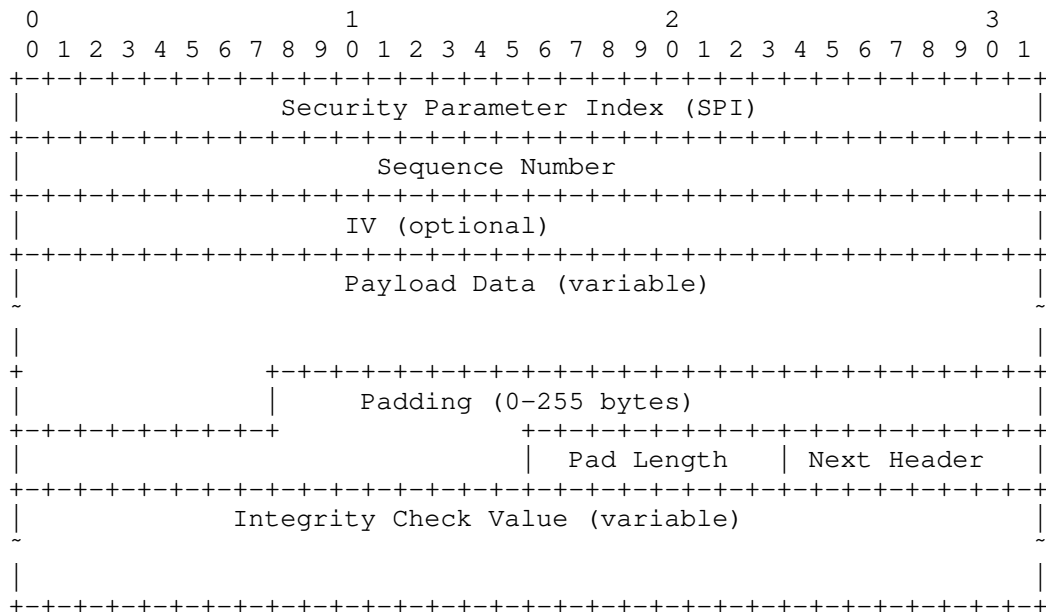 0                   1                   2                   3
0 1 2 3 4 5 6 7 8 9 0 1 2 3 4 5 6 7 8 9 0 1 2 3 4 5 6 7 8 9 0 1
+-+-+-+-+-+-+-+-+-+-+-+-+-+-+-+-+-+-+-+-+-+-+-+-+-+-+-+-+-+-+-+-+
|                Security Parameter Index (SPI)                 |
+-+-+-+-+-+-+-+-+-+-+-+-+-+-+-+-+-+-+-+-+-+-+-+-+-+-+-+-+-+-+-+-+
|                      Sequence Number                          |
+-+-+-+-+-+-+-+-+-+-+-+-+-+-+-+-+-+-+-+-+-+-+-+-+-+-+-+-+-+-+-+-+
|                    IV (optional)                              |
+-+-+-+-+-+-+-+-+-+-+-+-+-+-+-+-+-+-+-+-+-+-+-+-+-+-+-+-+-+-+-+-+
|                    Payload Data (variable)                    |
~                                                               ~
|                                                               |
+               +-+-+-+-+-+-+-+-+-+-+-+-+-+-+-+-+-+-+-+-+-+-+-+-+
|               |     Padding (0-255 bytes)                     |
+-+-+-+-+-+-+-+-+               +-+-+-+-+-+-+-+-+-+-+-+-+-+-+-+-+
|                               |  Pad Length   | Next Header   |
+-+-+-+-+-+-+-+-+-+-+-+-+-+-+-+-+-+-+-+-+-+-+-+-+-+-+-+-+-+-+-+-+
|             Integrity Check Value (variable)                  |
~                                                               ~
|                                                               |
+-+-+-+-+-+-+-+-+-+-+-+-+-+-+-+-+-+-+-+-+-+-+-+-+-+-+-+-+-+-+-+-+